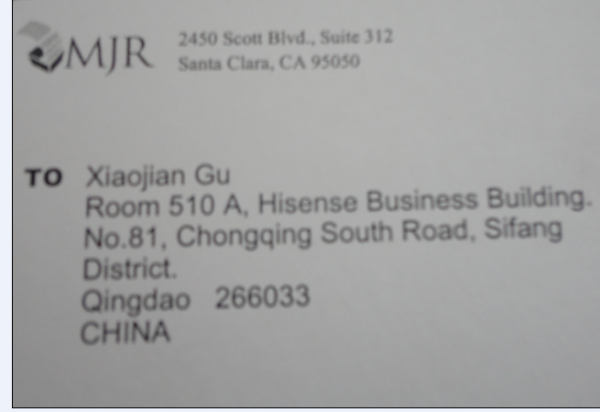 MJR
2450 Scott Blvd., Suite 312
Santa Clara, CA 95050
TO Xiaojian Gu
Room 510 A, Hisense Business Building.
No.81, Chongqing South Road, Sifang
District.
Qingdao 266033
CHINA